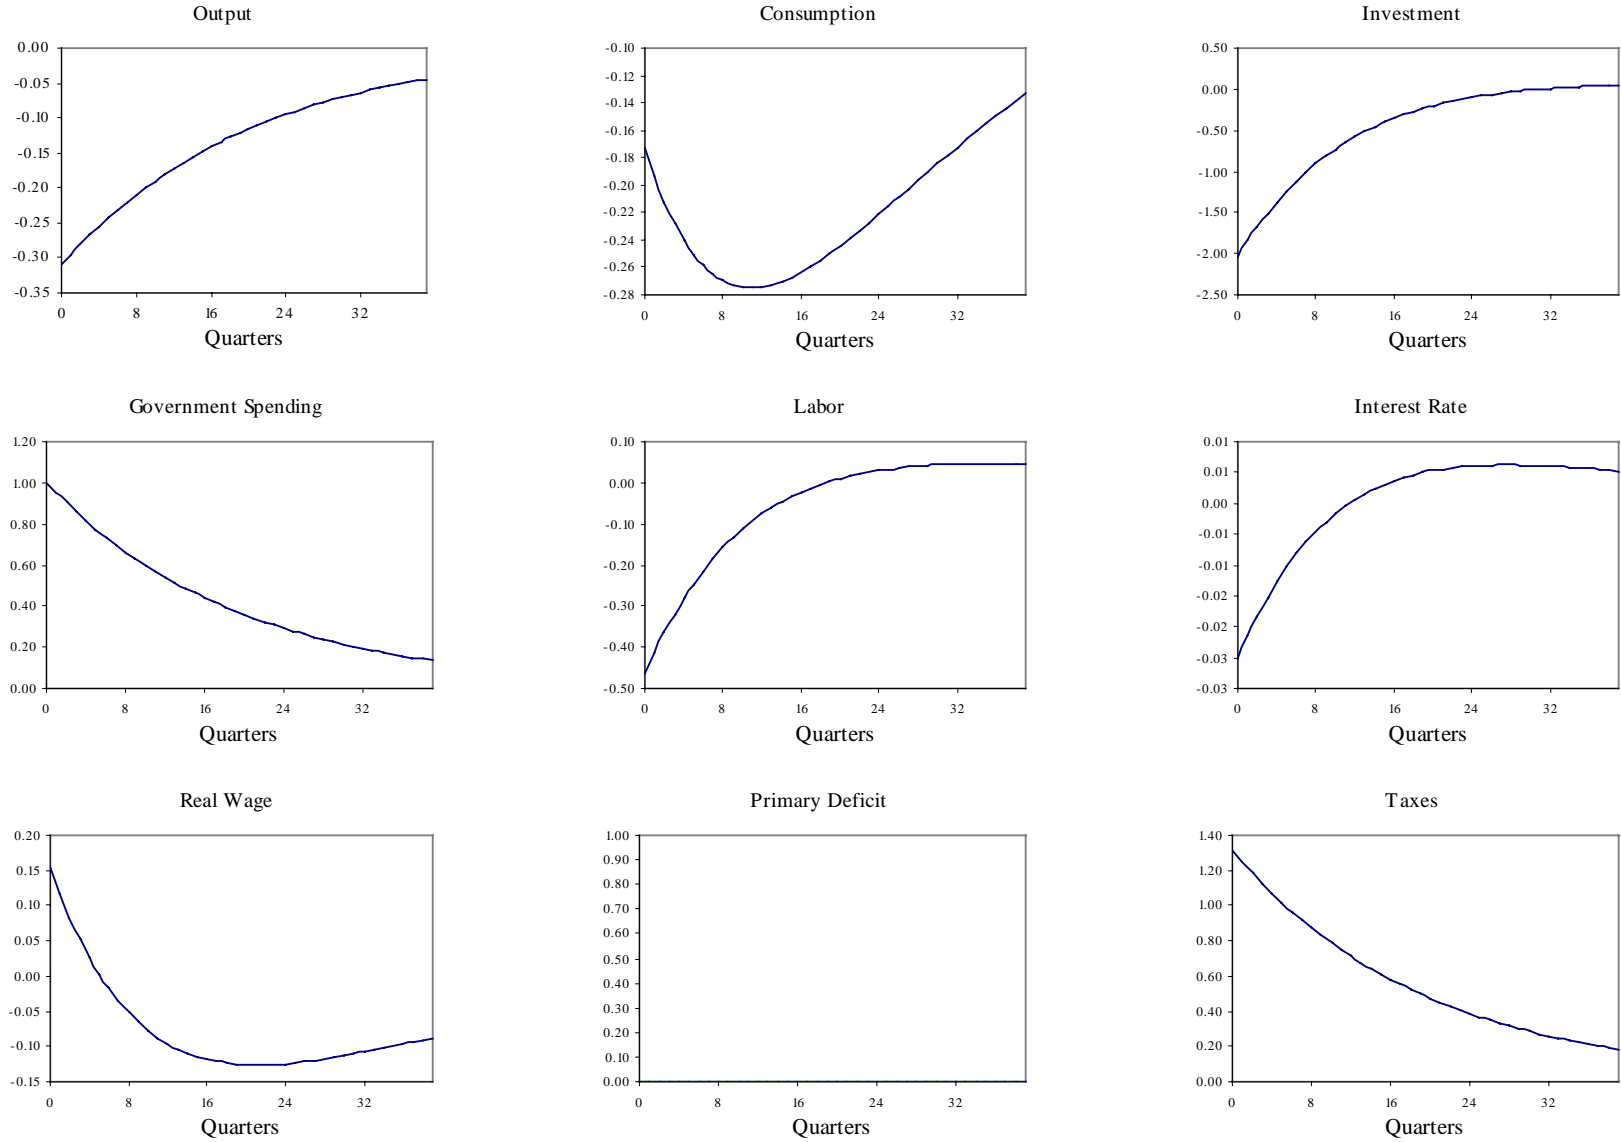 Output
0.00
-0.05
-0.10
-0.15
-0.20
-0.25
-0.30
-0.35
0 8 16 24 32
Quarters
Consumption
-0.10
-0.12
-0.14
-0.16
-0.18
-0.20
-0.22
-0.24
-0.26
-0.28
0 8 16 24 32
Quarters
Investment
0.50
0.00
-0.50
-1.00
-1.50
-2.00
-2.50
0 8 16 24 32
Quarters
Government Spending
1.20
1.00
0.80
0.60
0.40
0.20
0.00
0 8 16 24 32
Quarters
Labor
0.10
0.00
-0.10
-0.20
-0.30
-0.40
-0.50
0 8 16 24 32
Quarters
Interest Rate
0.01
0.01
0.00
-0.01
-0.01
-0.02
-0.02
-0.03
-0.03
0 8 16 24 32
Quarters
Real Wage
0.20
0.15
0.10
0.05
0.00
-0.05
-0.10
-0.15
0 8 16 24 32
Quarters
Primary Deficit
1.00
0.90
0.80
0.70
0.60
0.50
0.40
0.30
0.20
0.10
0.00
0 8 16 24 32
Quarters
Taxes
1.40
1.20
1.00
0.80
0.60
0.40
0.20
0.00
0 8 16 24 32
Quarters